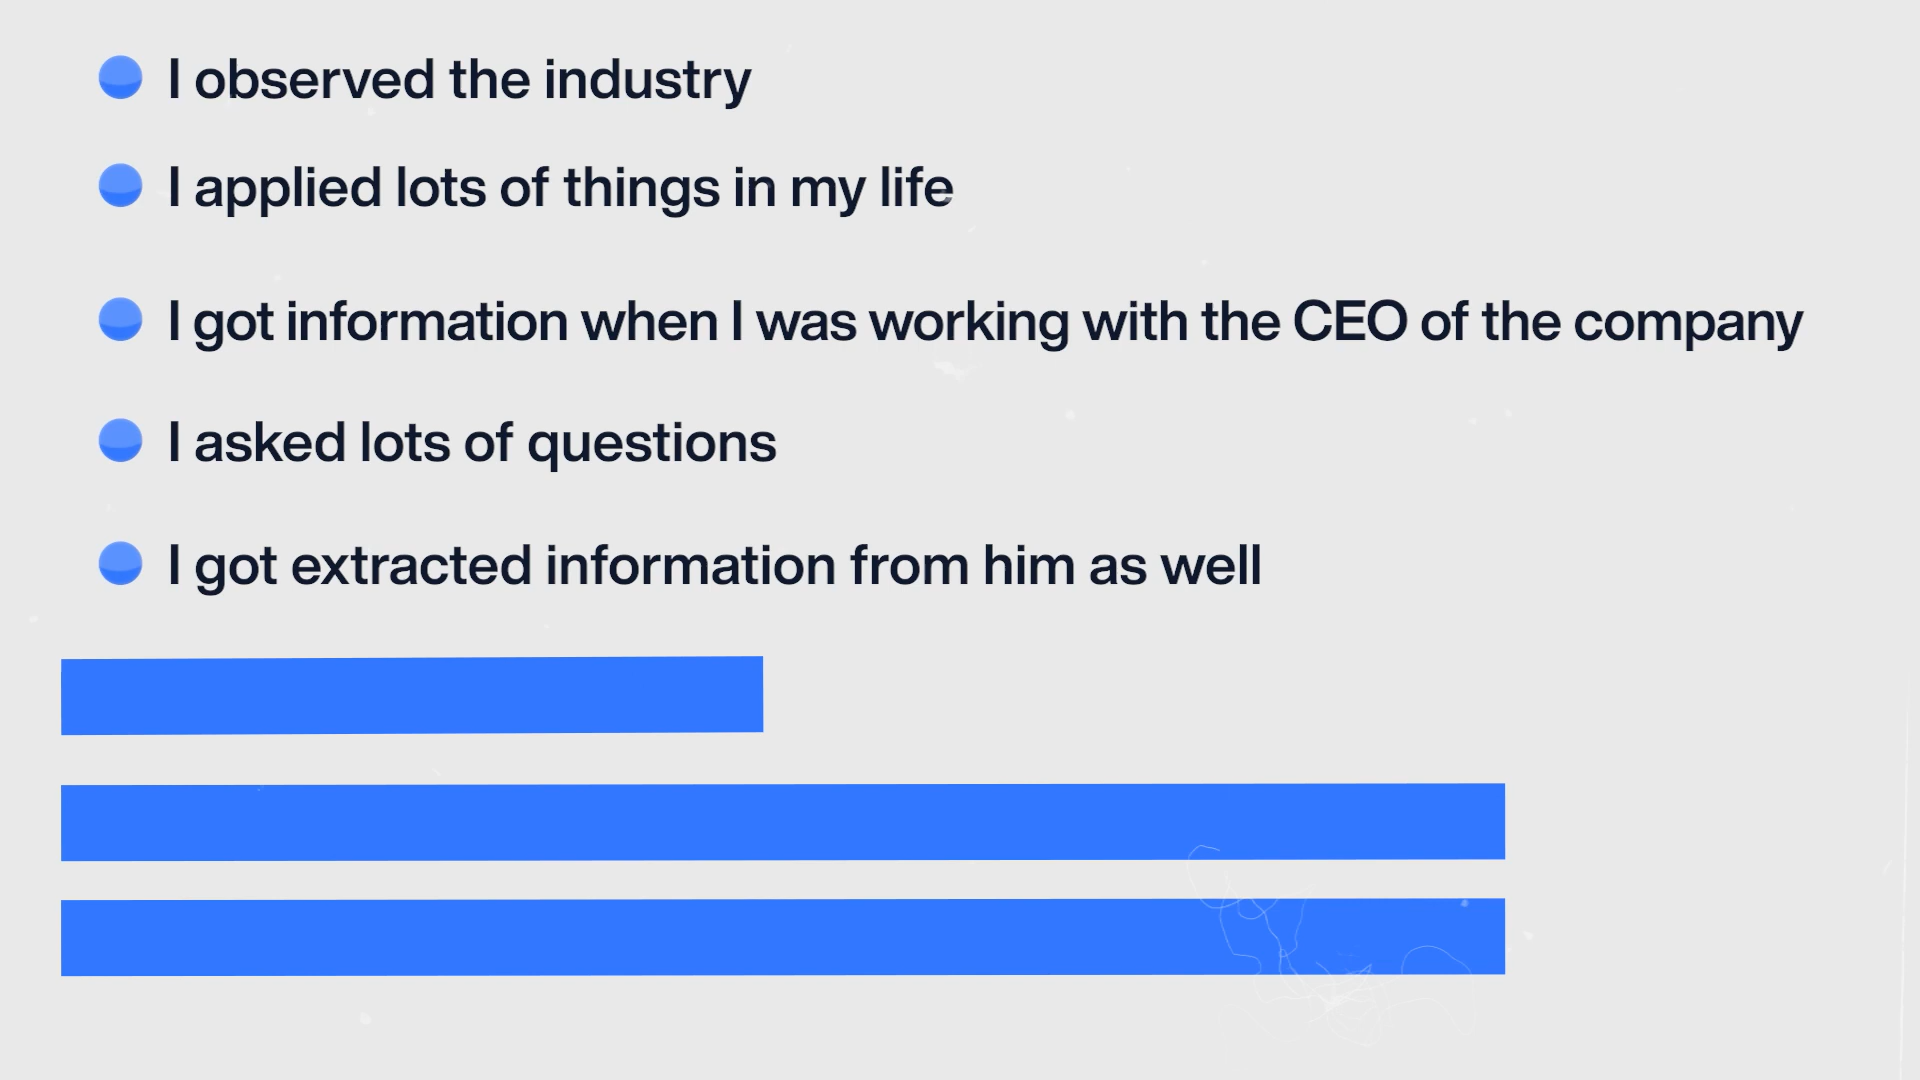 I observed the industry
I applied lots of things in my life
I got information when I was working with the CEO of the company
I asked lots of questions
I got extracted information from him as well